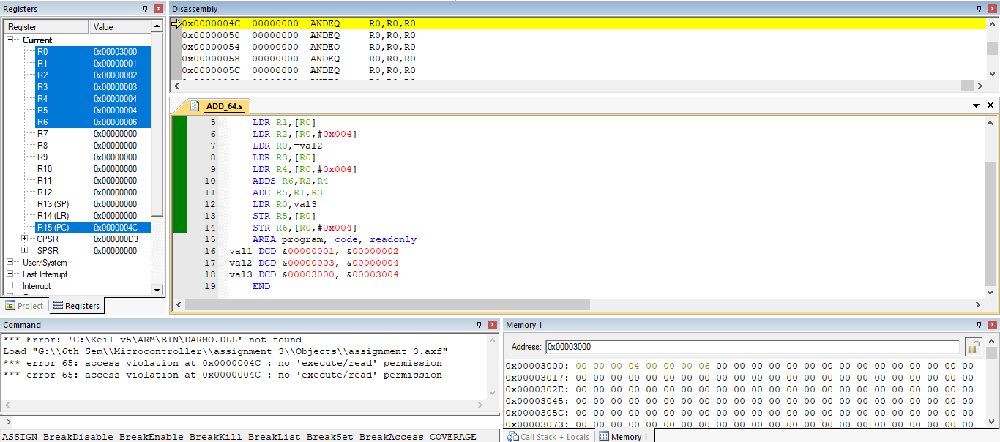 Registers
Register Value
Current
R0 0x00003000
R1 0x00000001
R2 0x00000002
R3 0x00000003
R4 0x00000004
R5 0x00000004
R6 0x00000006
R7 0x00000000
R8 0x00000000
R9 0x00000000
R10 0x00000000
R11 0x00000000
R12 0x00000000
R13 (SP) 0x00000000
R14 (LR) 0x00000000
R15 (PC) 0x0000004C
CPSR 0x000000D3
SPSR 0x00000000
User/System
Fast Interrupt
Interrupt
Project Registers
Disassembly
0x0000004C 00000000 ANDEQ R0,R0,R0
0x00000050 00000000 ANDEQ R0,R0,R0
0x00000054 00000000 ANDEQ R0,R0,R0
0x00000058 00000000 ANDEQ R0,R0,R0
0x0000005C 00000000 ANDEQ R0,R0,R0
ADD_64.s
5 LDR R1,[R0]
6 LDR R2,[R0,#0x004]
7 LDR R0,=val2
8 LDR R3,[R0]
9 LDR R4,[R0,#0x004]
10 ADDS R6,R2,R4
11 ADC R5,R1,R3
12 LDR R0,val3
13 STR R5,[R0]
14 STR R6,[R0,#0x004]
15 AREA program, code, readonly
16 val1 DCD &00000001, &00000002
17 val2 DCD &00000003, &00000004
18 val3 DCD &00003000, &00003004
19 END
Command
*** Error: 'C:\Keil_v5\ARM\BIN\DARMO.DLL' not found
Load "G:\\6th Sem\\Microcontroller\\assignment 3\\Objects\\assignment 3.axf"
*** error 65: access violation at 0x0000004C : no 'execute/read' permission
*** error 65: access violation at 0x0000004C : no 'execute/read' permission
>
ASSIGN BreakDisable BreakEnable BreakKill BreakList BreakSet BreakAccess COVERAGE
Memory 1
Address: 0x00003000
0x00003000: 00 00 00 04 00 00 00 06 00 00 00 00 00 00 00 00 00 00 00 00 00 00 00
0x00003017: 00 00 00 00 00 00 00 00 00 00 00 00 00 00 00 00 00 00 00 00 00 00 00
0x0000302E: 00 00 00 00 00 00 00 00 00 00 00 00 00 00 00 00 00 00 00 00 00 00 00
0x00003045: 00 00 00 00 00 00 00 00 00 00 00 00 00 00 00 00 00 00 00 00 00 00 00
0x0000305C: 00 00 00 00 00 00 00 00 00 00 00 00 00 00 00 00 00 00 00 00 00 00 00
0x00003073: 00 00 00 00 00 00 00 00 00 00 00 00 00 00 00 00 00 00 00 00 00 00 00
Call Stack + Locals Memory 1